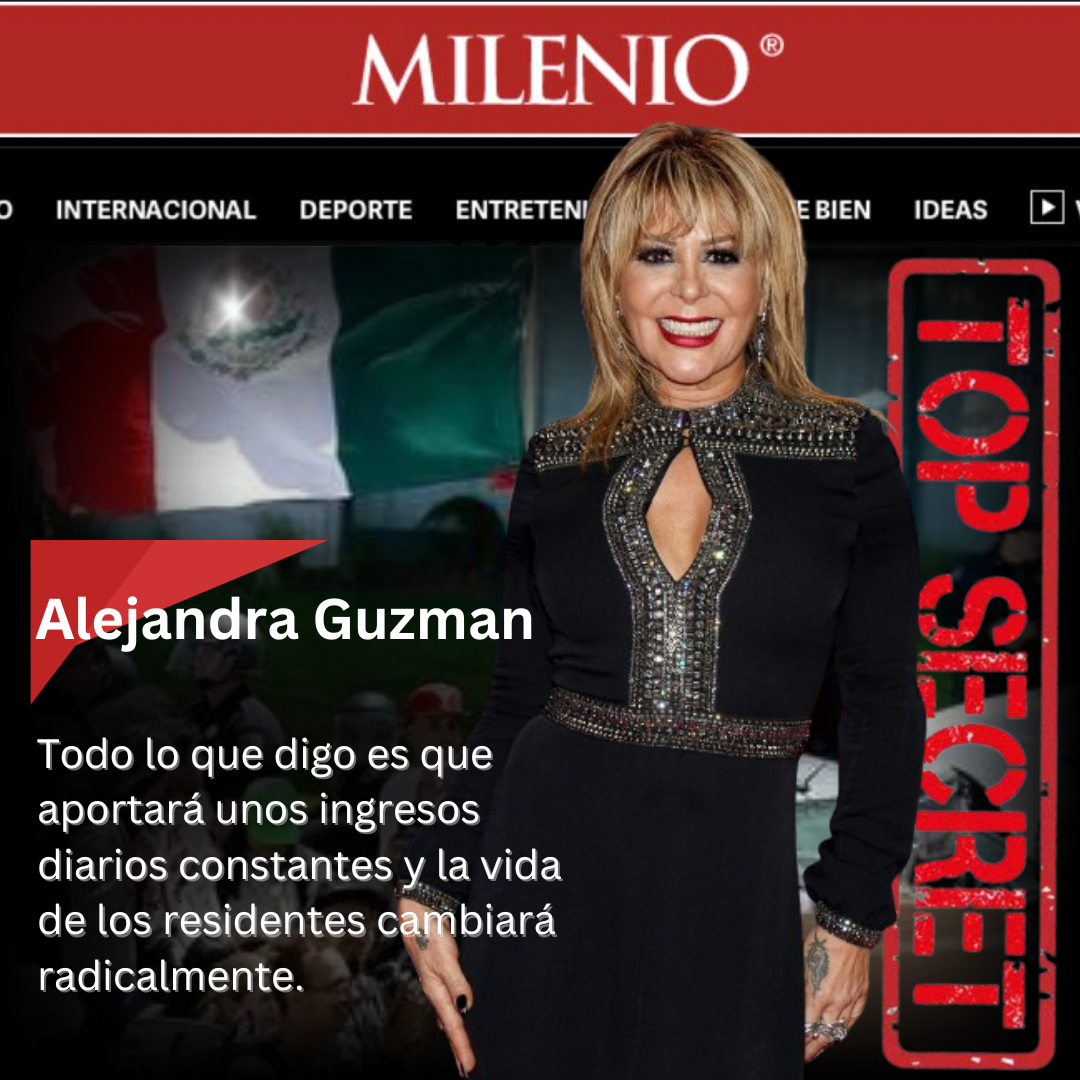 MILENIO®
O INTERNACIONAL DEPORTE ENTRETENI E BIEN IDEAS
TOP SECRET
Alejandra Guzman
Todo lo que digo es que
aportará unos ingresos
diarios constantes y la vida
de los residentes cambiará
radicalmente.